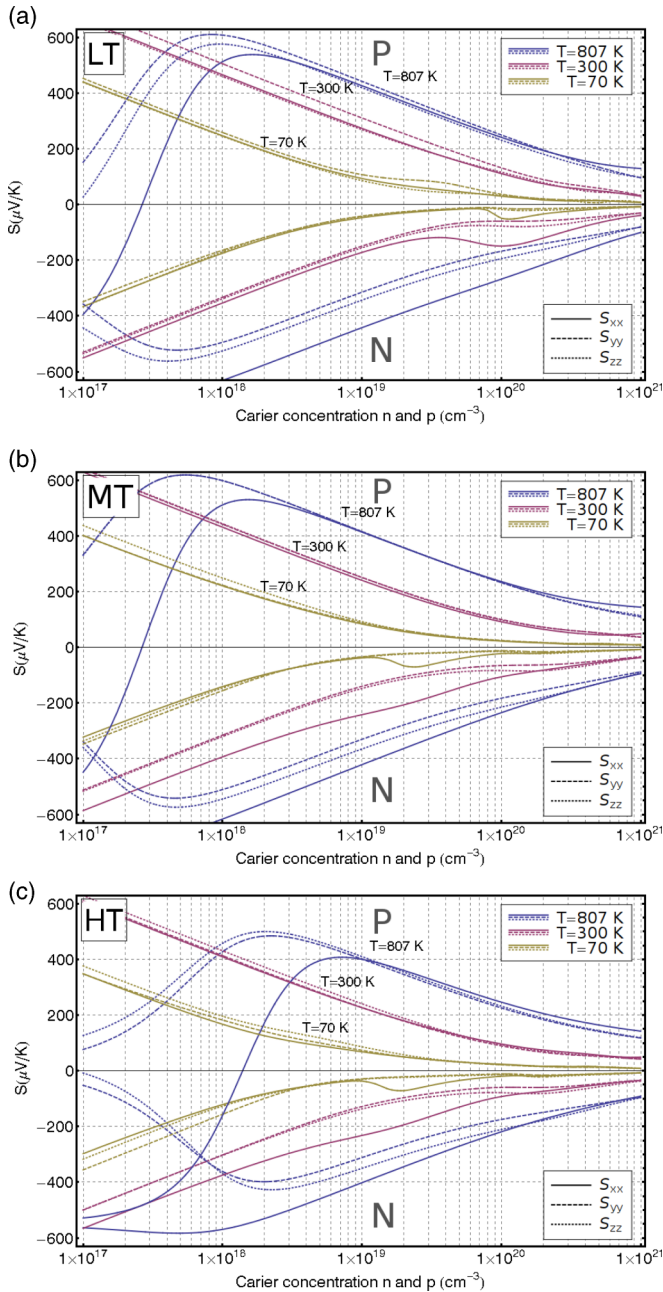 (a)
600
400
200
0
−200
−400
−600
S(μV/K)
LT
P
N
T=807 K
T=300 K
T=70 K
T=807 K
T=300 K
T=70 K
Sxx
Syy
Szz
1×10^17 1×10^18 1×10^19 1×10^20 1×10^21
Carier concentration n and p (cm^−3)
(b)
600
400
200
0
−200
−400
−600
S(μV/K)
MT
P
N
T=807 K
T=300 K
T=70 K
T=807 K
T=300 K
T=70 K
Sxx
Syy
Szz
1×10^17 1×10^18 1×10^19 1×10^20 1×10^21
Carier concentration n and p (cm^−3)
(c)
600
400
200
0
−200
−400
−600
S(μV/K)
HT
P
N
T=807 K
T=300 K
T=70 K
T=807 K
T=300 K
T=70 K
Sxx
Syy
Szz
1×10^17 1×10^18 1×10^19 1×10^20 1×10^21
Carier concentration n and p (cm^−3)